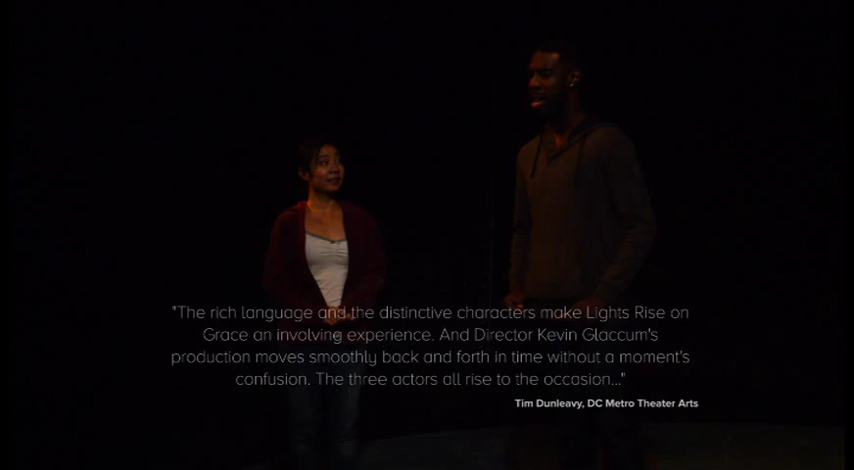 "The rich language and the distinctive characters make Lights Rise on
Grace an involving experience. And Director Kevin Glaccum's
production moves smoothly back and forth in time without a moment's
confusion. The three actors all rise to the occasion..."
Tim Dunleavy, DC Metro Theater Arts